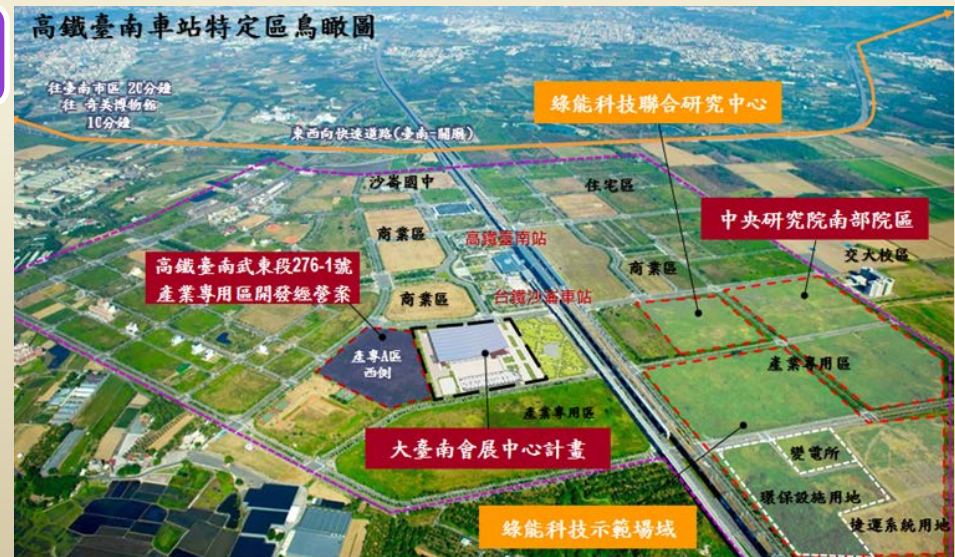 高鐵臺南車站特定區鳥瞰圖
往臺南市區 20分鐘
往 奇美博物館
10分鐘
東西向快速道路(臺南-關廟)
綠能科技聯合研究中心
沙崙國中
住宅區
中央研究院南部院區
商業區
高鐵臺南站
交大校區
高鐵臺南武東段276-1號
產業專用區開發經營案
商業區
台鐵沙崙車站
商業區
產專A區
西側
產業專用區
產業專用區
大臺南會展中心計畫
變電所
環保設施用地
綠能科技示範場域
捷運系統用地